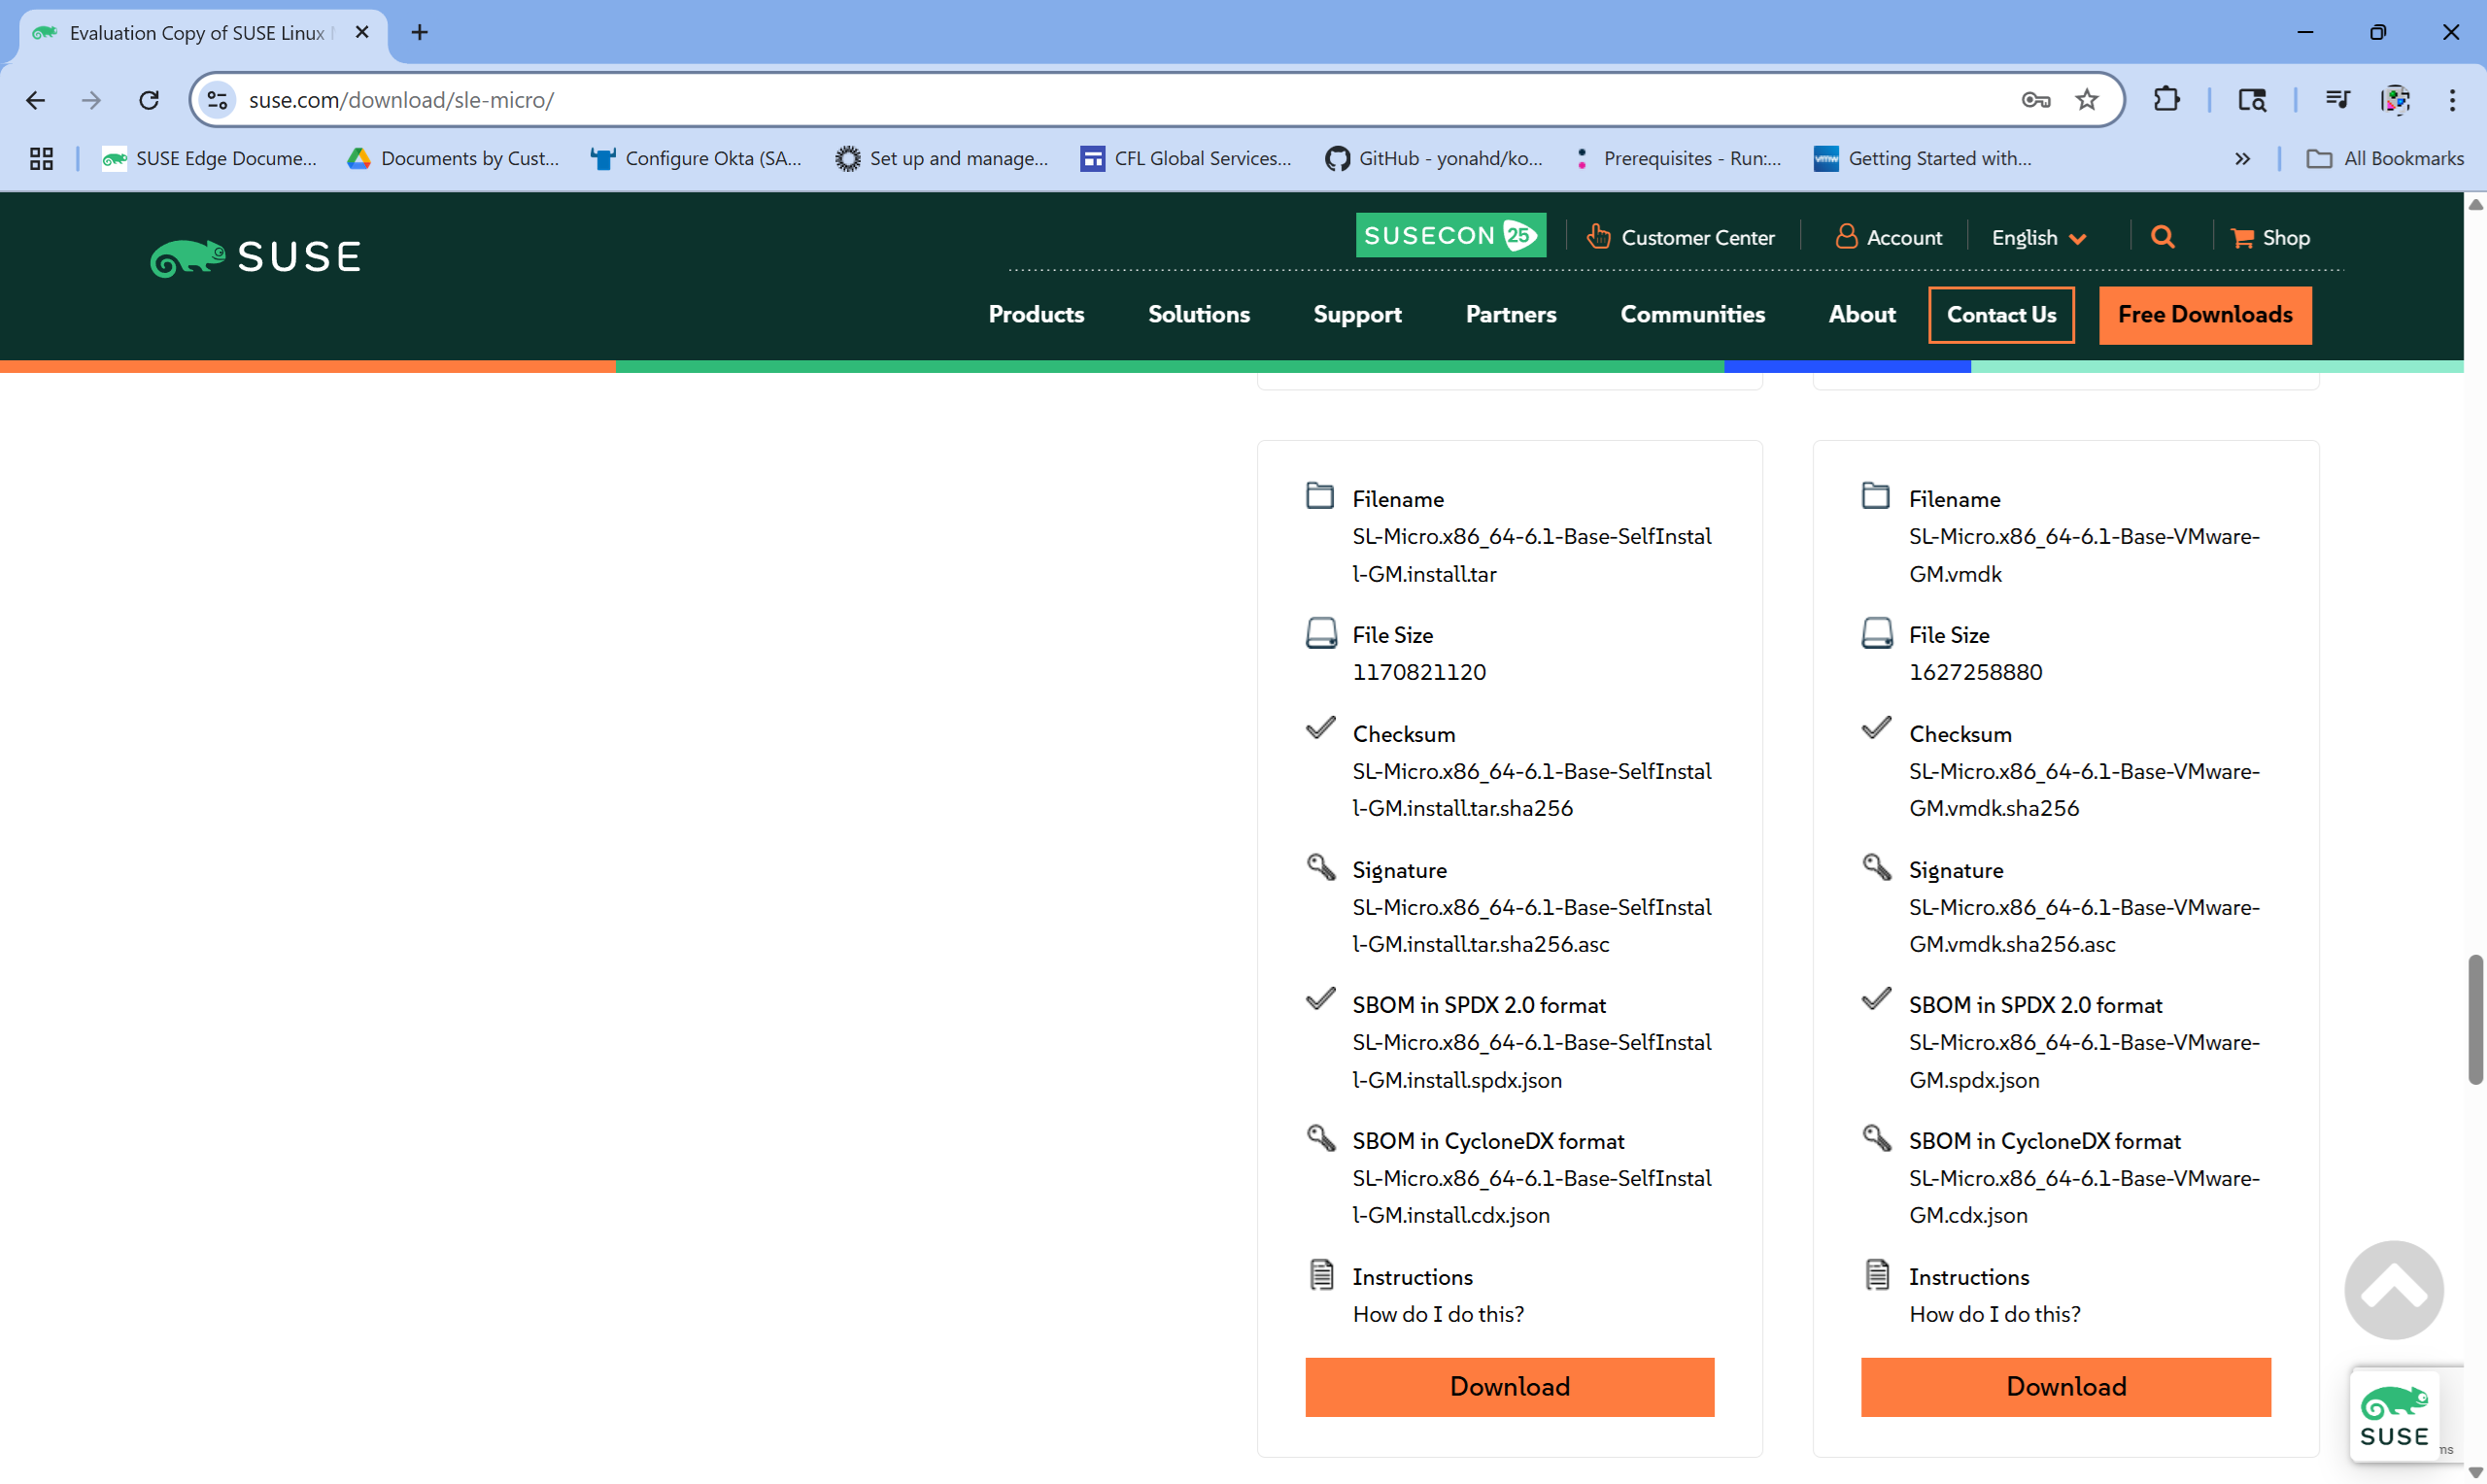 Evaluation Copy of SUSE Linux
suse.com/download/sle-micro/
SUSE Edge Docume...
Documents by Cust...
Configure Okta (SA...
Set up and manage...
CFL Global Services...
GitHub - yonahd/ko...
Prerequisites - Run:...
vmw
Getting Started with...
All Bookmarks
SUSE
SUSECON 25
Customer Center
Account
English
Shop
Products
Solutions
Support
Partners
Communities
About
Contact Us
Free Downloads
Filename
SL-Micro.x86_64-6.1-Base-SelfInstal
l-GM.install.tar
File Size
1170821120
Checksum
SL-Micro.x86_64-6.1-Base-SelfInstal
l-GM.install.tar.sha256
Signature
SL-Micro.x86_64-6.1-Base-SelfInstal
l-GM.install.tar.sha256.asc
SBOM in SPDX 2.0 format
SL-Micro.x86_64-6.1-Base-SelfInstal
l-GM.install.spdx.json
SBOM in CycloneDX format
SL-Micro.x86_64-6.1-Base-SelfInstal
l-GM.install.cdx.json
Instructions
How do I do this?
Download
Filename
SL-Micro.x86_64-6.1-Base-VMware-
GM.vmdk
File Size
1627258880
Checksum
SL-Micro.x86_64-6.1-Base-VMware-
GM.vmdk.sha256
Signature
SL-Micro.x86_64-6.1-Base-VMware-
GM.vmdk.sha256.asc
SBOM in SPDX 2.0 format
SL-Micro.x86_64-6.1-Base-VMware-
GM.spdx.json
SBOM in CycloneDX format
SL-Micro.x86_64-6.1-Base-VMware-
GM.cdx.json
Instructions
How do I do this?
Download
SUSE
ms